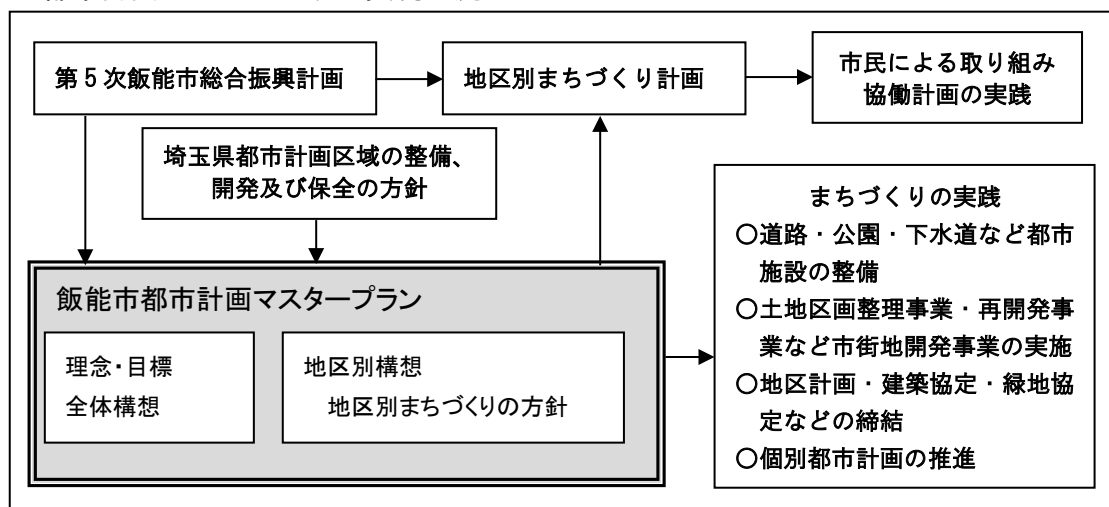 第5次飯能市総合振興計画
地区別まちづくり計画
市民による取り組み
協働計画の実践
埼玉県都市計画区域の整備、
開発及び保全の方針
飯能市都市計画マスタープラン
理念・目標
全体構想
地区別構想
地区別まちづくりの方針
まちづくりの実践
○道路・公園・下水道など都市
施設の整備
○土地区画整理事業・再開発事
業など市街地開発事業の実施
○地区計画・建築協定・緑地協
定などの締結
○個別都市計画の推進